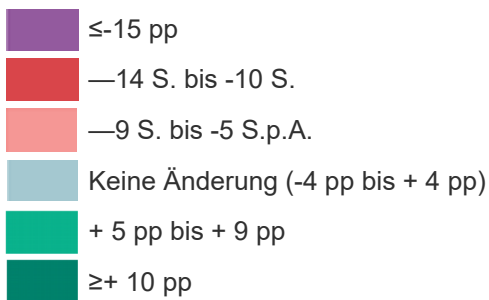 ≤-15 pp
—14 S. bis -10 S.
—9 S. bis -5 S.p.A.
Keine Änderung (-4 pp bis + 4 pp)
+ 5 pp bis + 9 pp
≥+ 10 pp